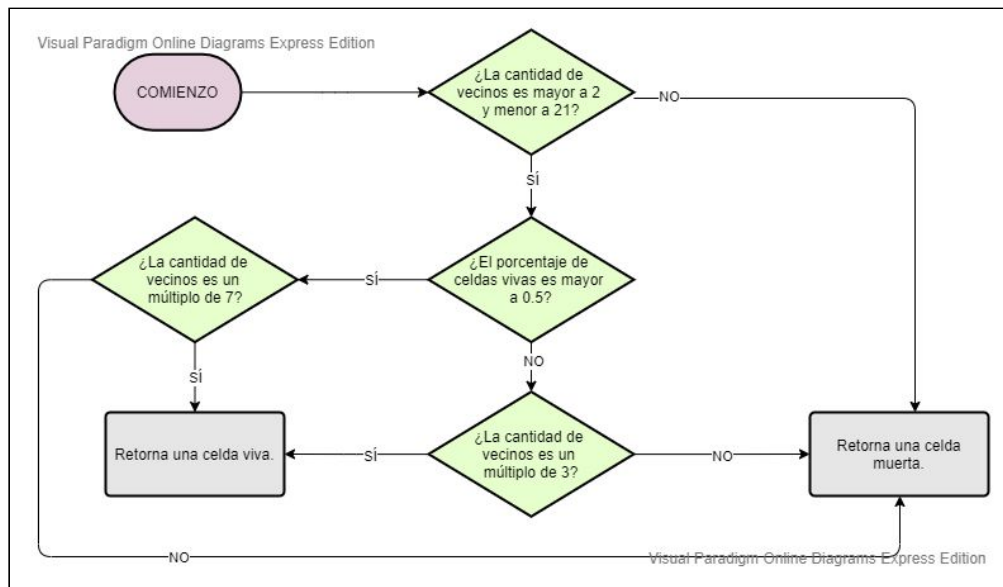 Visual Paradigm Online Diagrams Express Edition
COMIENZO
¿La cantidad de
vecinos es mayor a 2
y menor a 21?
NO
SÍ
¿La cantidad de
vecinos es un
múltiplo de 7?
SÍ
¿El porcentaje de
celdas vivas es mayor
a 0.5?
SÍ
NO
Retorna una celda viva.
SÍ
¿La cantidad de
vecinos es un
múltiplo de 3?
NO
Retorna una celda
muerta.
NO
Visual Paradigm Online Diagrams Express Edition